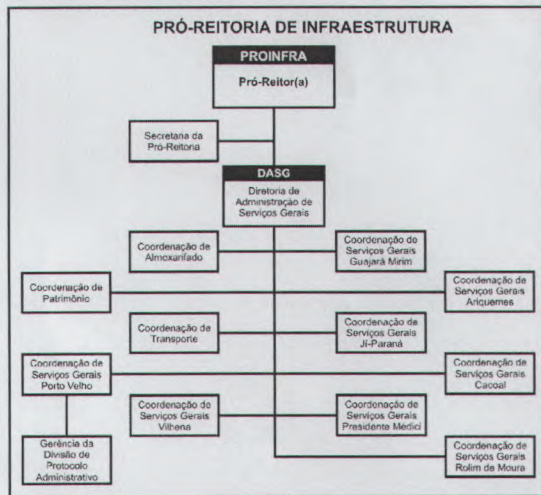 PRÓ-REITORIA DE INFRAESTRUTURA
PROINFRA
Pró-Reitor(a)
Secretaria da
Pró-Reitoria
DASG
Diretoria de
Administração de
Serviços Gerais
Coordenação de
Almoxarifado
Coordenação de
Serviços Gerais
Guajará Mirim
Coordenação de
Patrimônio
Coordenação de
Serviços Gerais
Ariquemes
Coordenação de
Transporte
Coordenação de
Serviços Gerais
Ji-Paraná
Coordenação de
Serviços Gerais
Porto Velho
Coordenação de
Serviços Gerais
Cacoal
Coordenação de
Serviços Gerais
Vilhena
Coordenação de
Serviços Gerais
Presidente Medici
Gerência da
Divisão de
Protocolo
Administrativo
Coordenação de
Serviços Gerais
Rolim de Moura